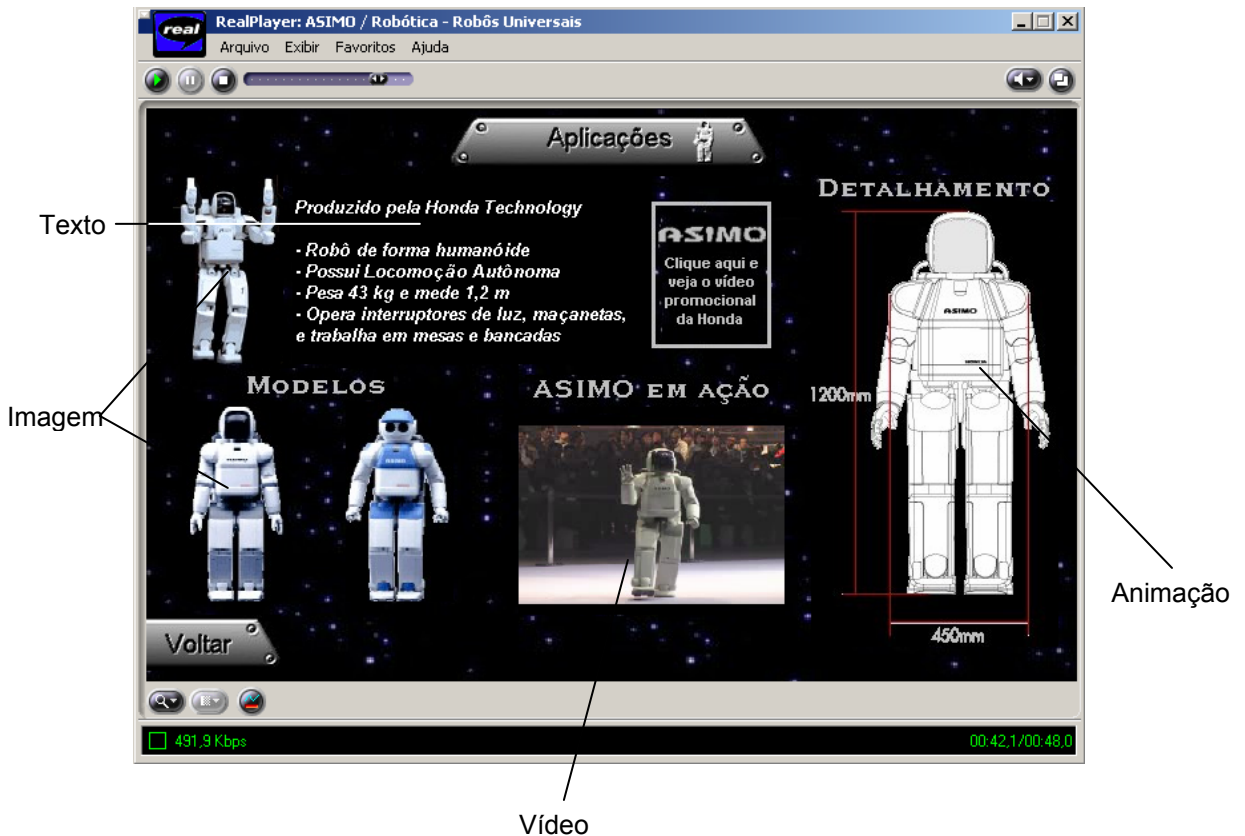 real
RealPlayer: ASIMO / Robótica - Robôs Universais
Arquivo Exibir Favoritos Ajuda
Aplicações
Texto
Produzido pela Honda Technology
- Robô de forma humanóide
- Possui Locomoção Autônoma
- Pesa 43 kg e mede 1,2 m
- Opera interruptores de luz, maçanetas,
e trabalha em mesas e bancadas
ASIMO
Clique aqui e
veja o vídeo
promocional
da Honda
DETALHAMENTO
ASIMO
1200mm
450mm
Imagem
MODELOS
ASIMO EM AÇÃO
Animação
Voltar
491,9 Kbps
00:42,1/00:48,0
Vídeo